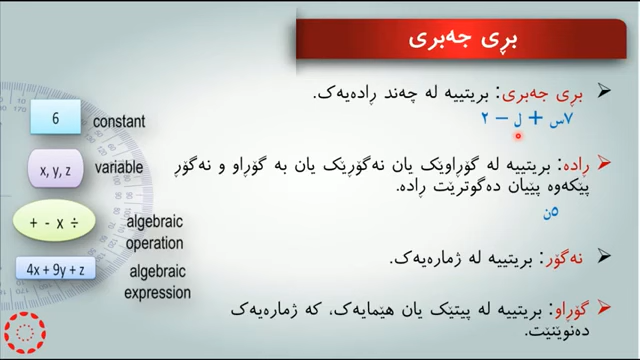 بڕی جەبری
بڕی جەبری: بریتییە لە چەند ڕادەیەک.
٧س + ل − ٢
ڕادە: بریتییە لە گۆڕاوێک یان نەگۆڕێک یان بە گۆڕاو و نەگۆڕ
پێکەوە پێیان دەگوترێت ڕادە.
٥ن
نەگۆڕ: بریتییە لە ژمارەیەک.
گۆڕاو: بریتییە لە پیتێک یان هێمایەک، کە ژمارەیەک
دەنوێنێت.
6
constant
x, y, z
variable
+ - x ÷
algebraic
operation
4x + 9y + z
algebraic
expression